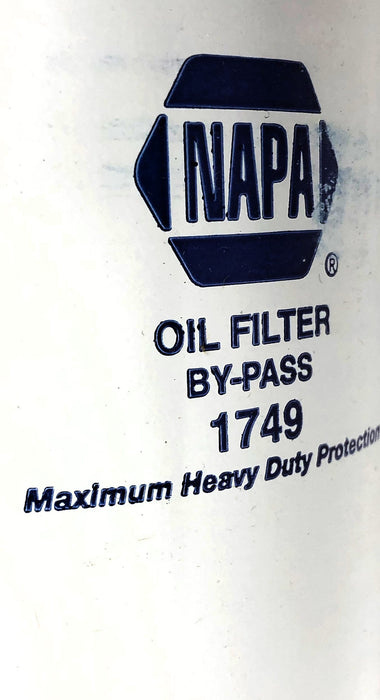 NAPA
®
OIL FILTER
BY-PASS
1749
Maximum Heavy Duty Protection